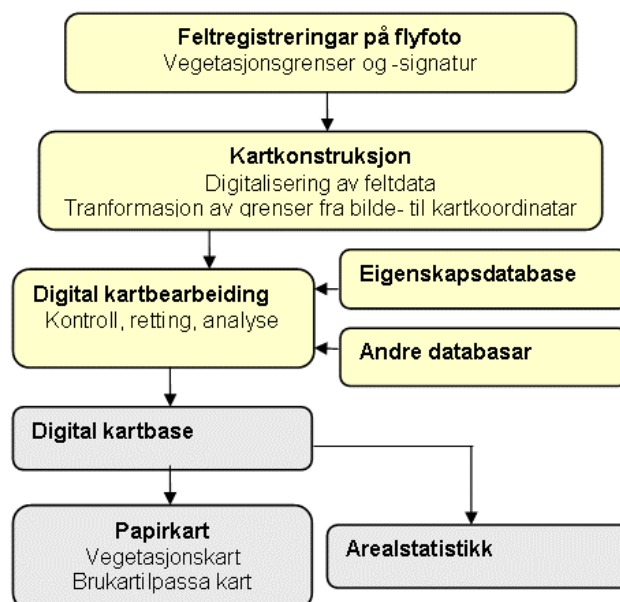 Feltregistreringar på flyfoto
Vegetasjonsgrenser og -signatur
Kartkonstruksjon
Digitalisering av feltdata
Tranformasjon av grenser fra bilde- til kartkoordinatar
Digital kartbearbeiding
Kontroll, retting, analyse
Eigenskapsdatabase
Andre databasar
Digital kartbase
Papirkart
Vegetasjonskart
Brukartilpassa kart
Arealstatistikk